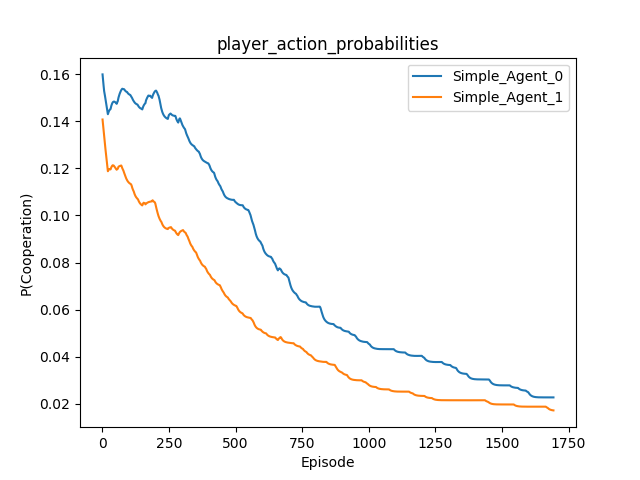 player_action_probabilities
Simple_Agent_0
Simple_Agent_1
P(Cooperation)
0.16
0.14
0.12
0.10
0.08
0.06
0.04
0.02
0 250 500 750 1000 1250 1500 1750
Episode